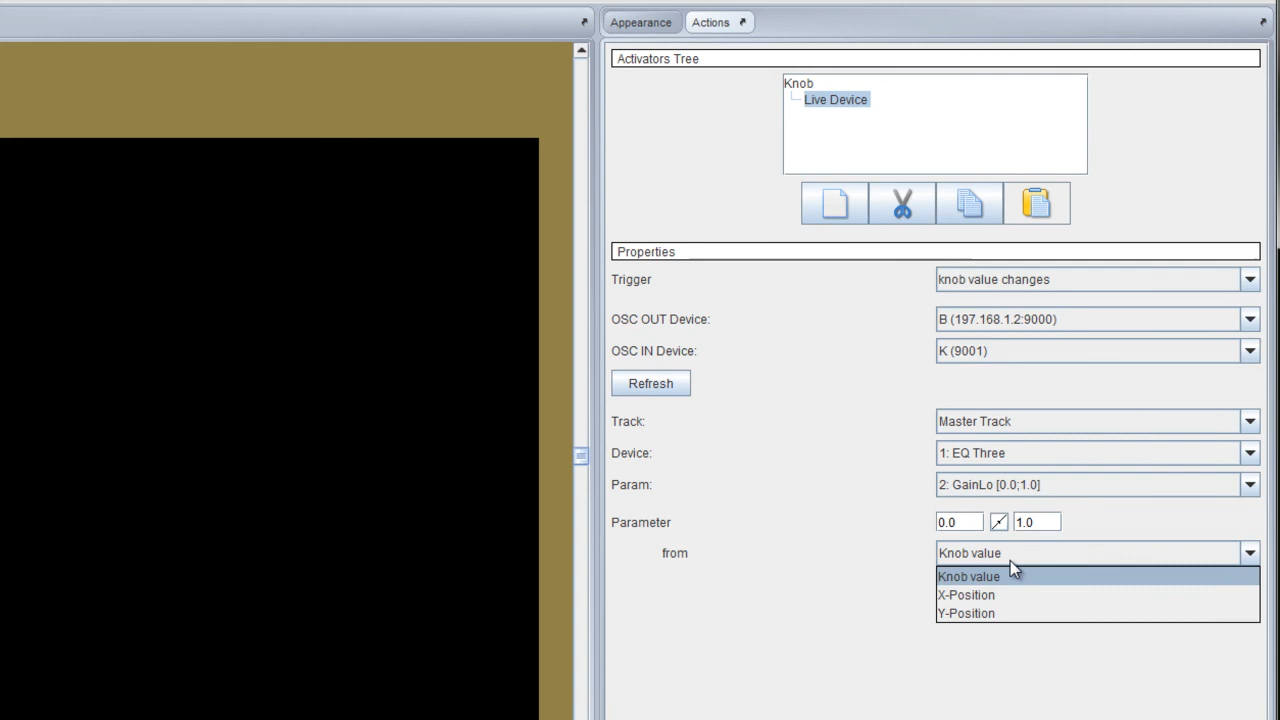 Appearance
Actions
Activators Tree
Knob
Live Device
Properties
Trigger
knob value changes
OSC OUT Device:
B (197.168.1.2:9000)
OSC IN Device:
K (9001)
Refresh
Track:
Master Track
Device:
1: EQ Three
Param:
2: GainLo [0.0;1.0]
Parameter
0.0
1.0
from
Knob value
Knob value
X-Position
Y-Position